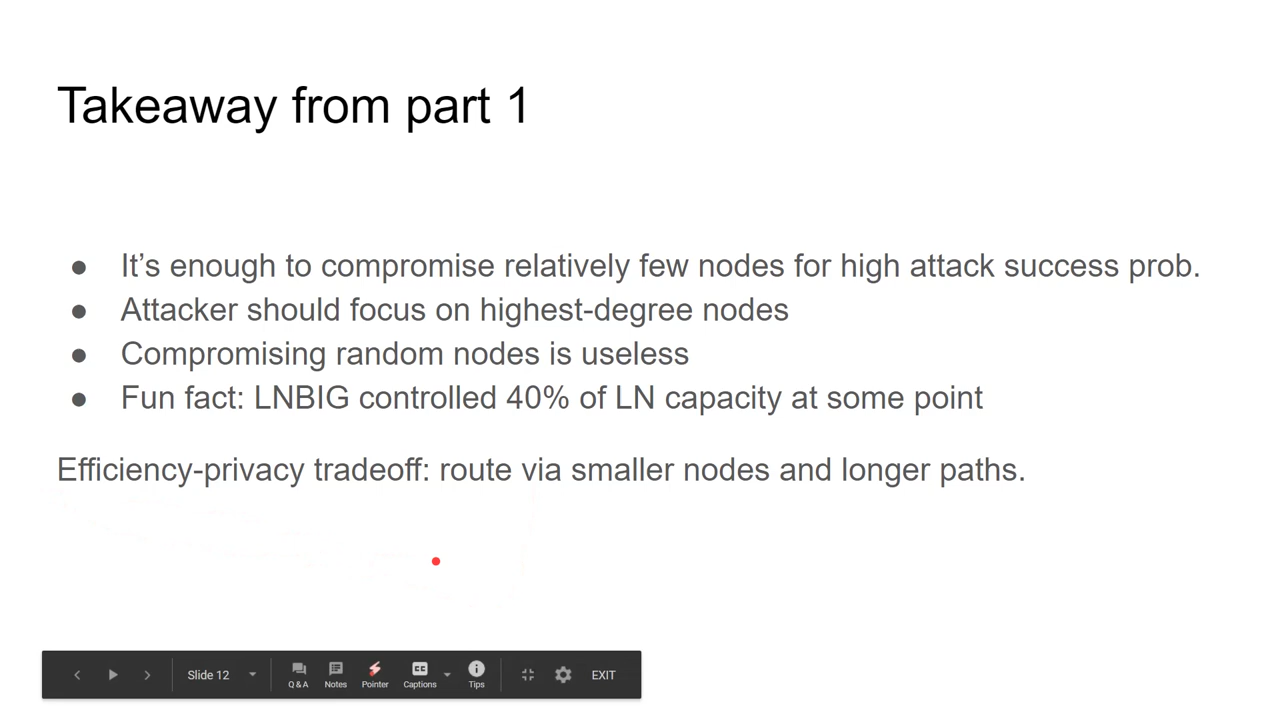 Takeaway from part 1
● It’s enough to compromise relatively few nodes for high attack success prob.
● Attacker should focus on highest-degree nodes
● Compromising random nodes is useless
● Fun fact: LNBIG controlled 40% of LN capacity at some point
Efficiency-privacy tradeoff: route via smaller nodes and longer paths.
Slide 12 Q & A Notes Pointer CC Captions Tips EXIT